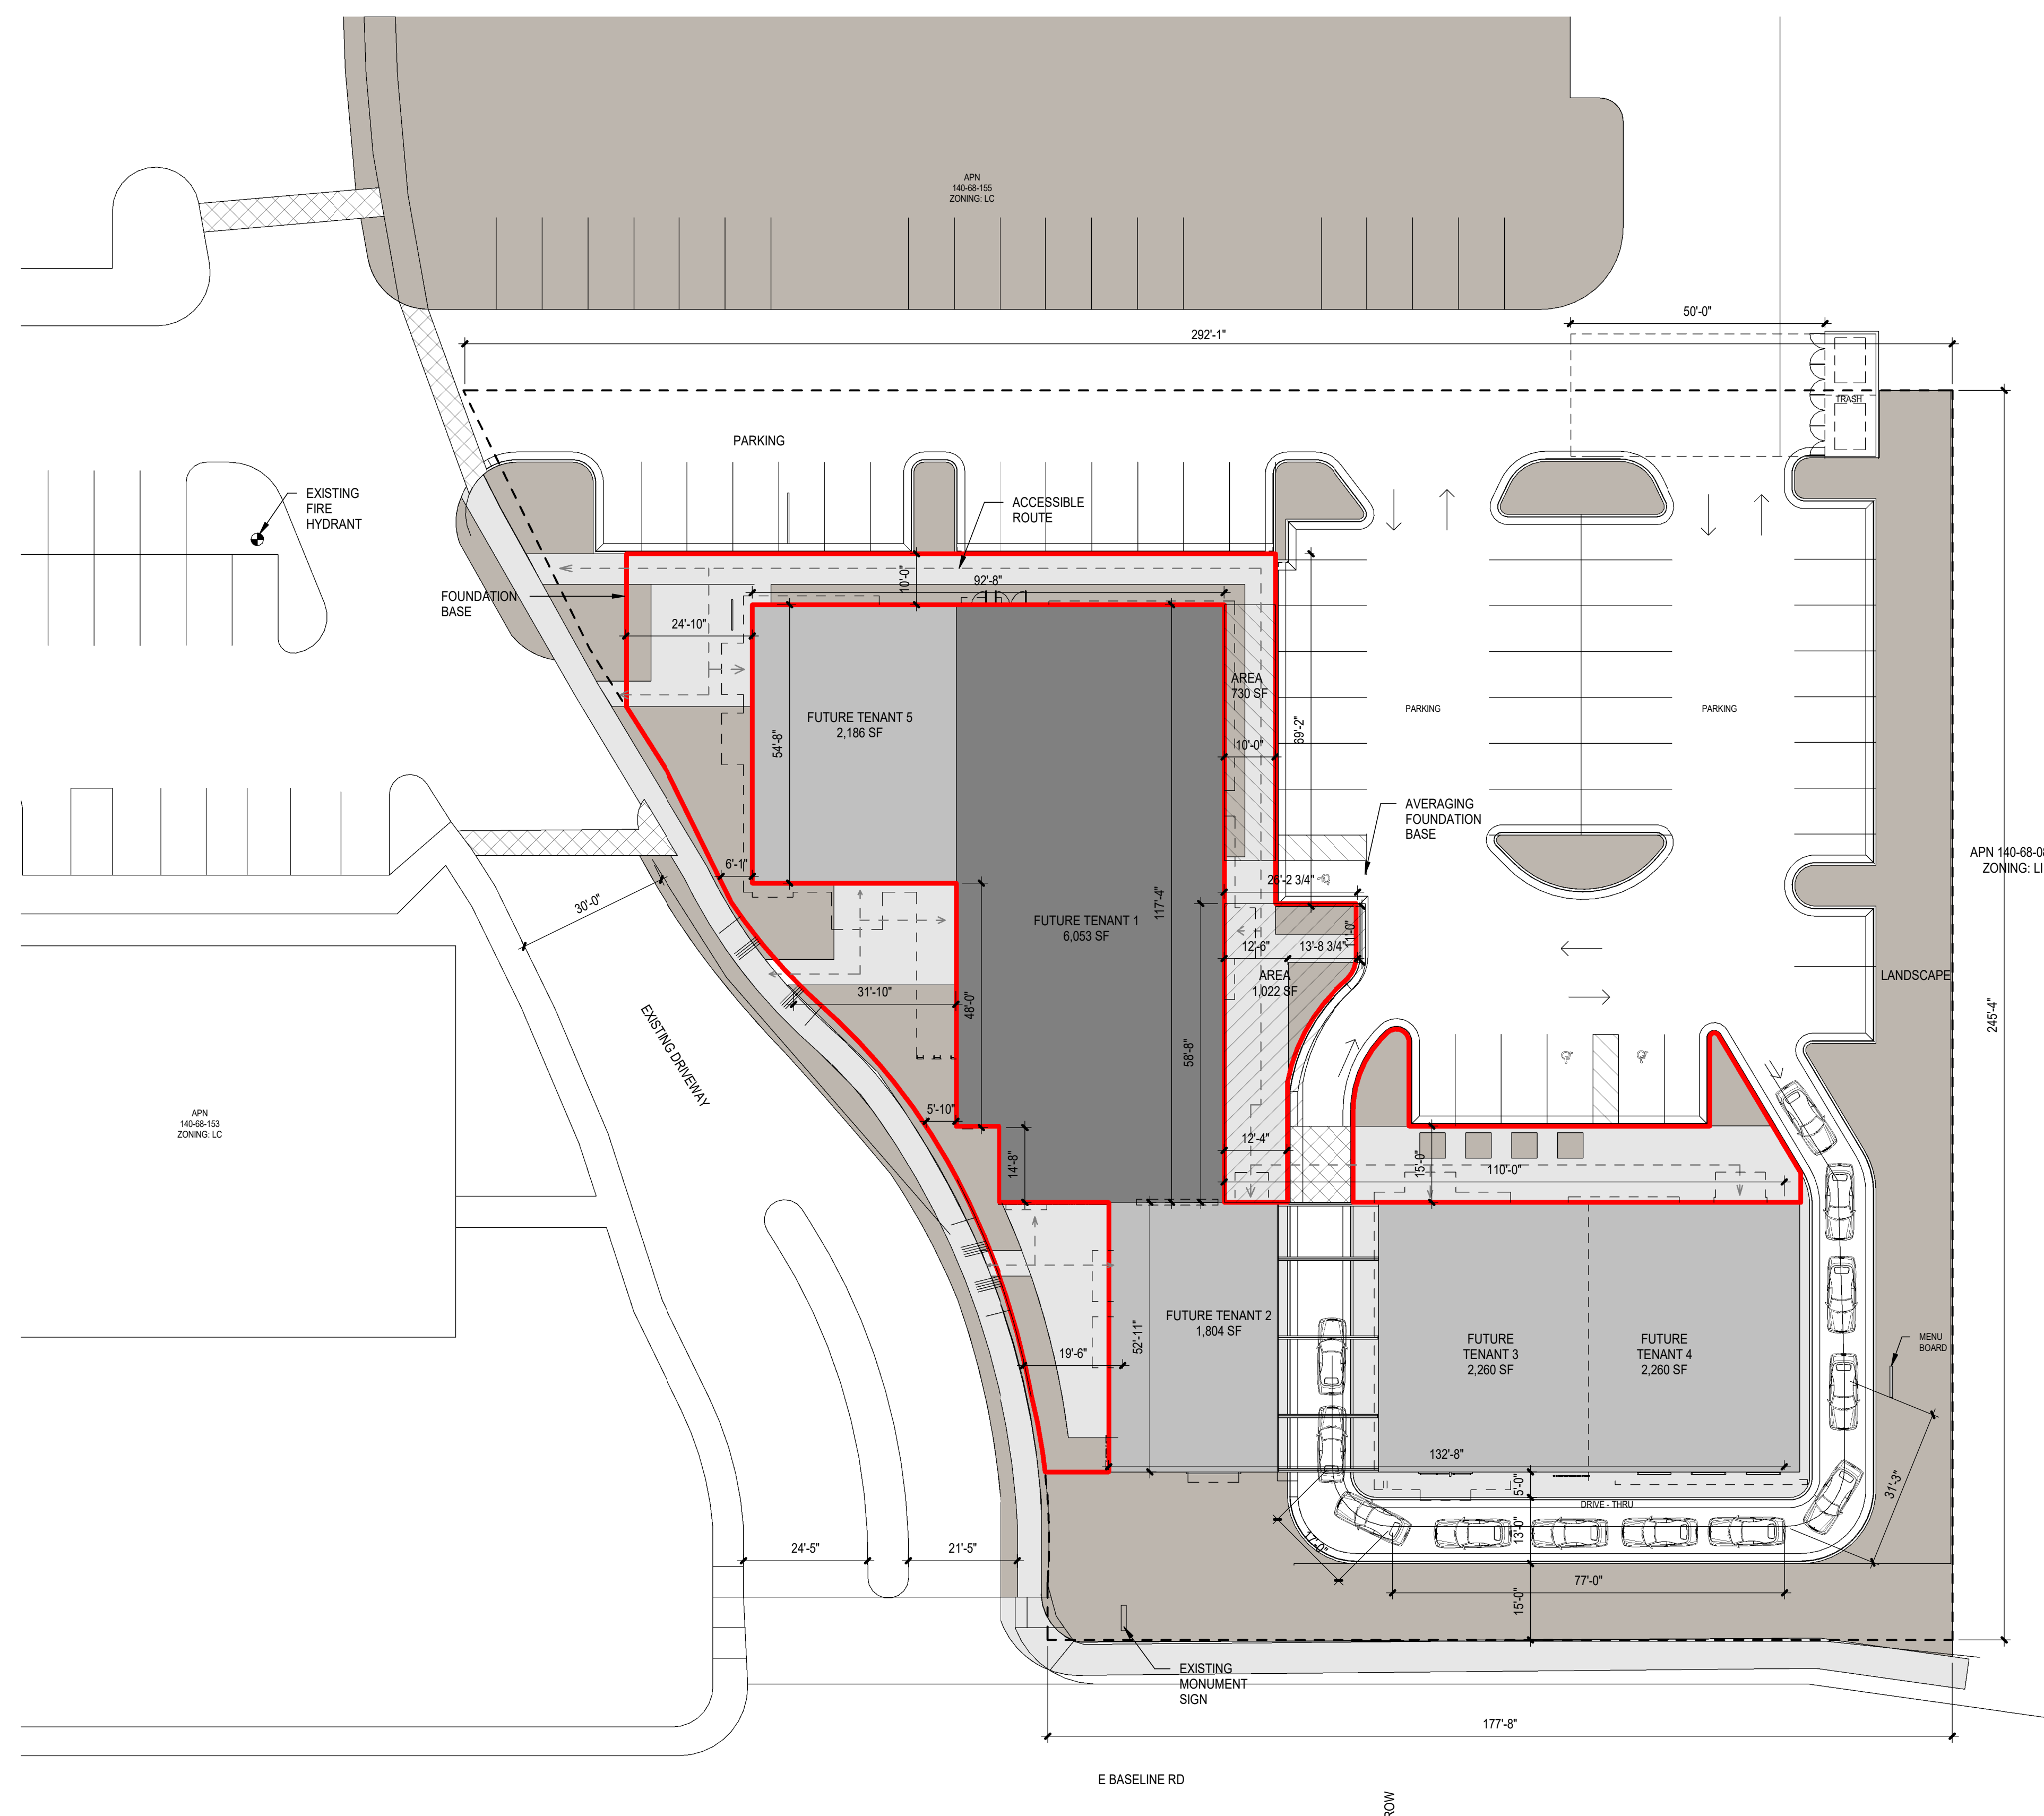 APN
140-68-155
ZONING: LC
50'-0"
292'-1"
TRASH
PARKING
EXISTING
FIRE
HYDRANT
ACCESSIBLE
ROUTE
FOUNDATION
BASE
10'-0"
92'-8"
24'-10"
AREA
730 SF
FUTURE TENANT 5
2,186 SF
54'-8"
69'-2"
10'-0"
PARKING
PARKING
AVERAGING
FOUNDATION
BASE
6'-1"
26'-2 3/4"
APN 140-68-08
ZONING: LI
30'-0"
117'-4"
FUTURE TENANT 1
6,053 SF
12'-6"
13'-8 3/4"
11'-0"
AREA
1,022 SF
LANDSCAPE
31'-10"
48'-0"
245'-4"
EXISTING DRIVEWAY
58'-8"
APN
140-68-153
ZONING: LC
5'-10"
12'-4"
14'-8"
15'-0"
110'-0"
FUTURE TENANT 2
1,804 SF
52'-11"
19'-6"
FUTURE
TENANT 3
2,260 SF
FUTURE
TENANT 4
2,260 SF
MENU
BOARD
132'-8"
5'-0"
31'-3"
DRIVE - THRU
13'-0"
17'-0"
24'-5"
21'-5"
77'-0"
15'-0"
EXISTING
MONUMENT
SIGN
177'-8"
E BASELINE RD
ROW